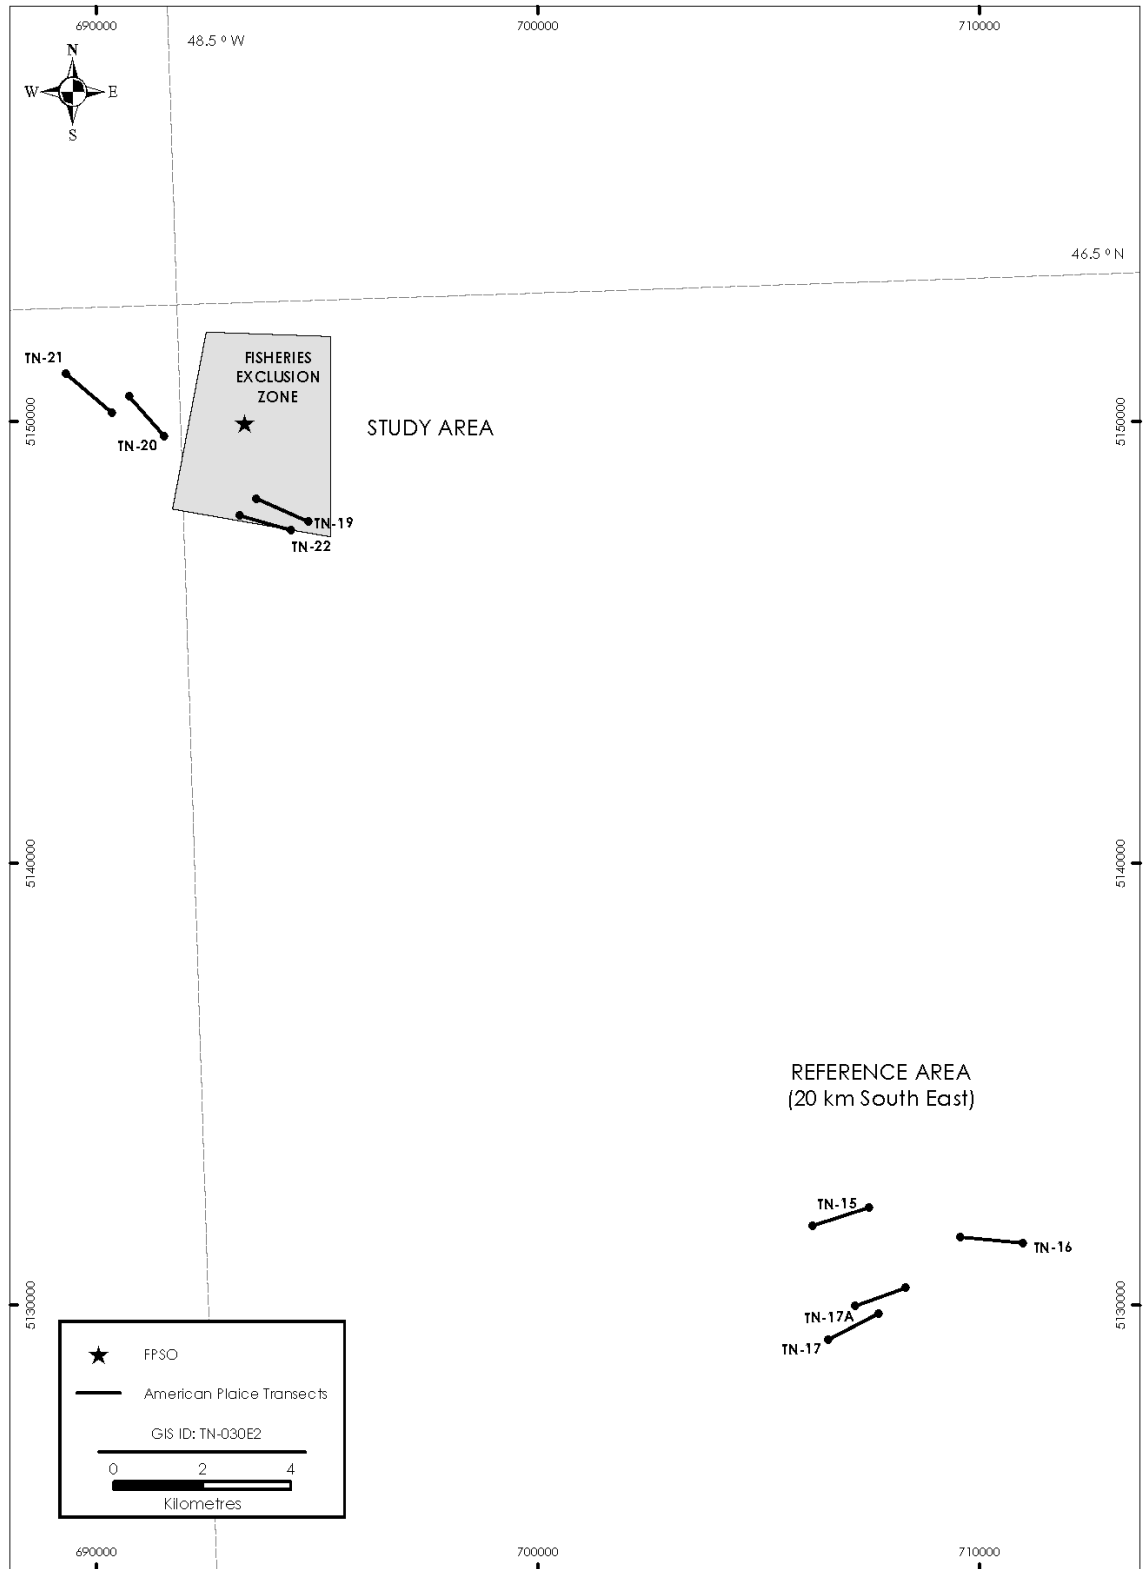 690000
700000
710000
48.5 º W
N
W
E
S
46.5 º N
TN-21
FISHERIES
EXCLUSION
ZONE
5150000
5150000
STUDY AREA
TN-20
TN-19
TN-22
5140000
5140000
REFERENCE AREA
(20 km South East)
TN-15
TN-16
5130000
5130000
TN-17A
TN-17
FPSO
American Plaice Transects
GIS ID: TN-030E2
0 2 4
Kilometres
690000
700000
710000